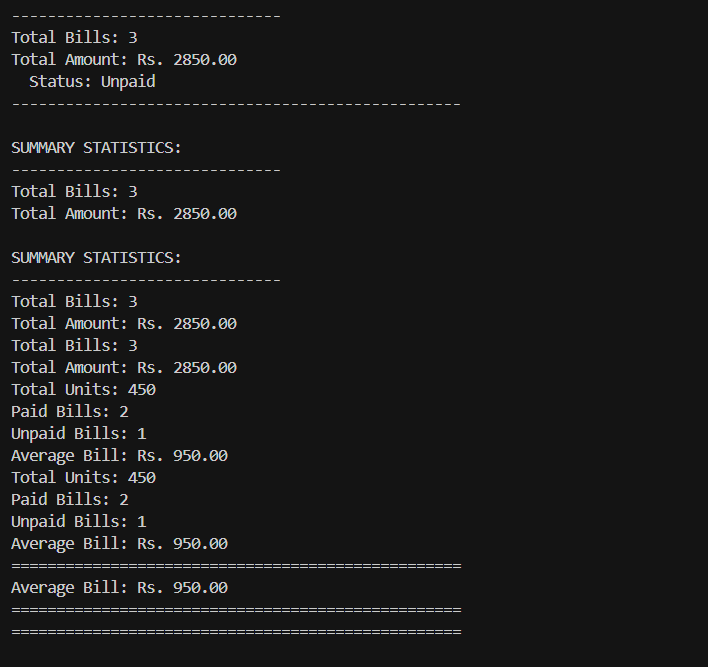 ------------------------------
Total Bills: 3
Total Amount: Rs. 2850.00
  Status: Unpaid
--------------------------------------------------

SUMMARY STATISTICS:
------------------------------
Total Bills: 3
Total Amount: Rs. 2850.00

SUMMARY STATISTICS:
------------------------------
Total Bills: 3
Total Amount: Rs. 2850.00
Total Bills: 3
Total Amount: Rs. 2850.00
Total Units: 450
Paid Bills: 2
Unpaid Bills: 1
Average Bill: Rs. 950.00
Total Units: 450
Paid Bills: 2
Unpaid Bills: 1
Average Bill: Rs. 950.00
==================================================
Average Bill: Rs. 950.00
==================================================
==================================================